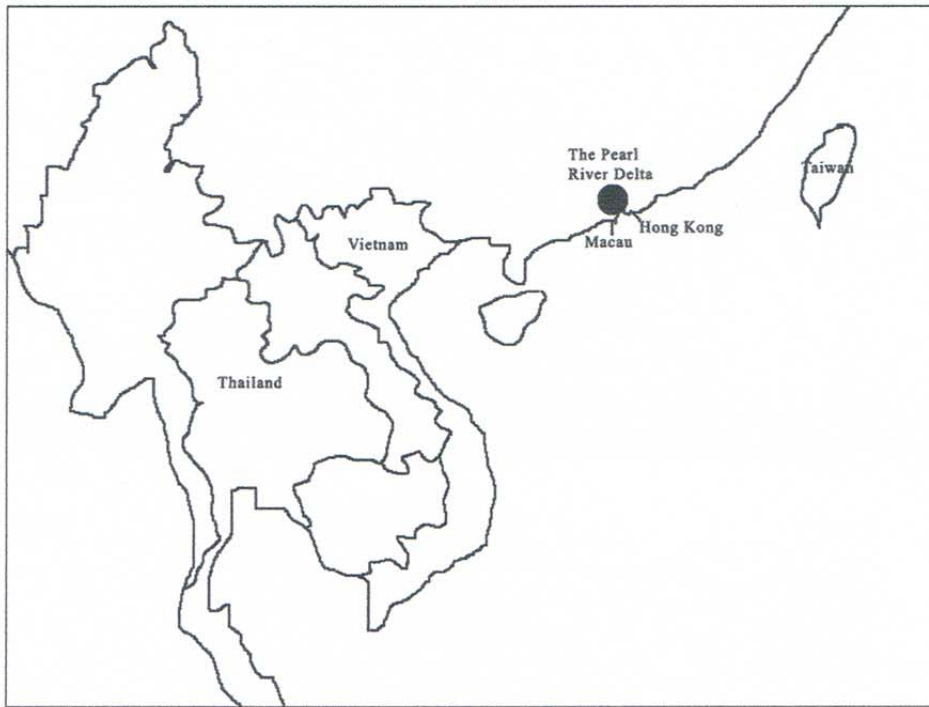 The Pearl
River Delta
Taiwan
Hong Kong
Macau
Vietnam
Thailand